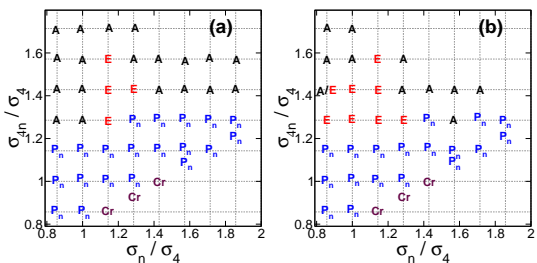 (a)
1.6
1.4
1.2
1
0.8
σ4n / σ4
A A A A
A A E A A A A A
A A E E A A A A
A A E Pn Pn Pn Pn Pn
Pn
Pn Pn Pn Pn Pn Pn Pn
Pn
Pn Pn Pn Pn Cr
Cr
Pn Pn Cr
0.8 1 1.2 1.4 1.6 1.8 2
σn / σ4
(b)
1.6
1.4
1.2
1
0.8
σ4n / σ4
A A
A A E A
A/E E E A A A A
E E E E Pn A Pn Pn
Pn
Pn Pn Pn Pn Pn Pn Pn
Pn
Pn Pn Pn Cr
Cr
Pn Pn Cr
0.8 1 1.2 1.4 1.6 1.8 2
σn / σ4